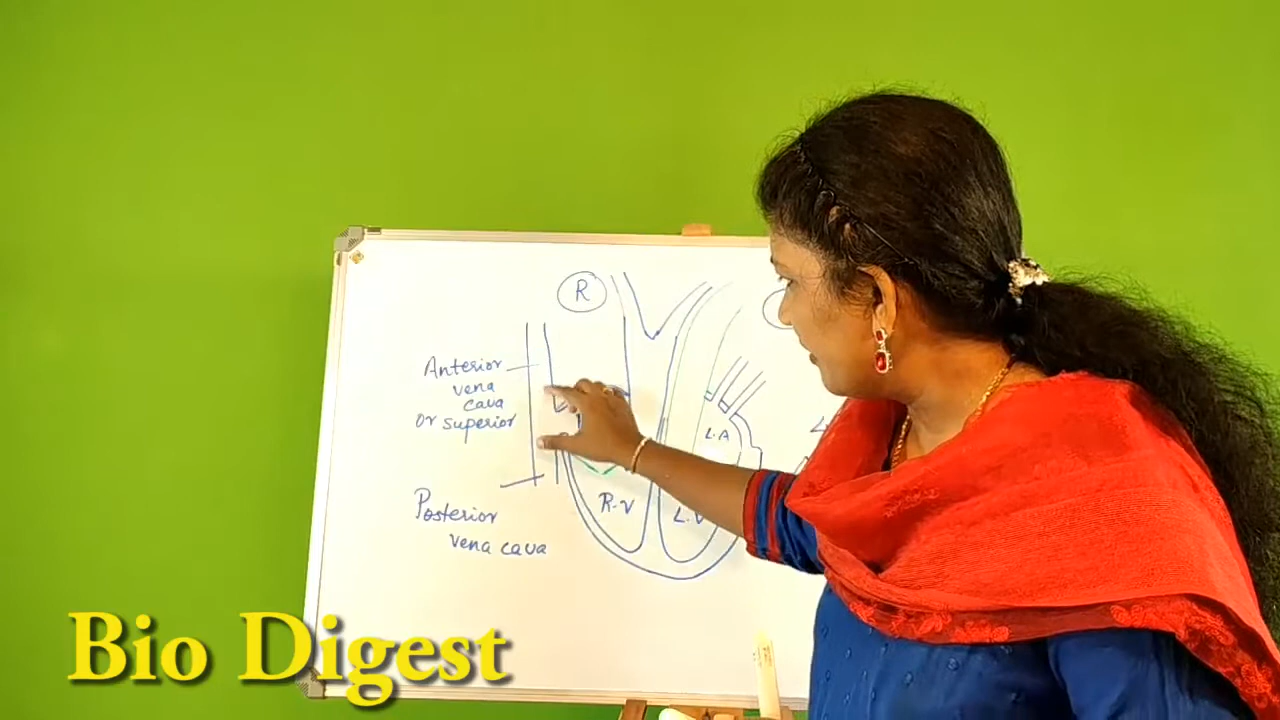 R
Anterior
vena
cava
or superior
L.A
R.V
L.V
Posterior
vena cava
Bio Digest